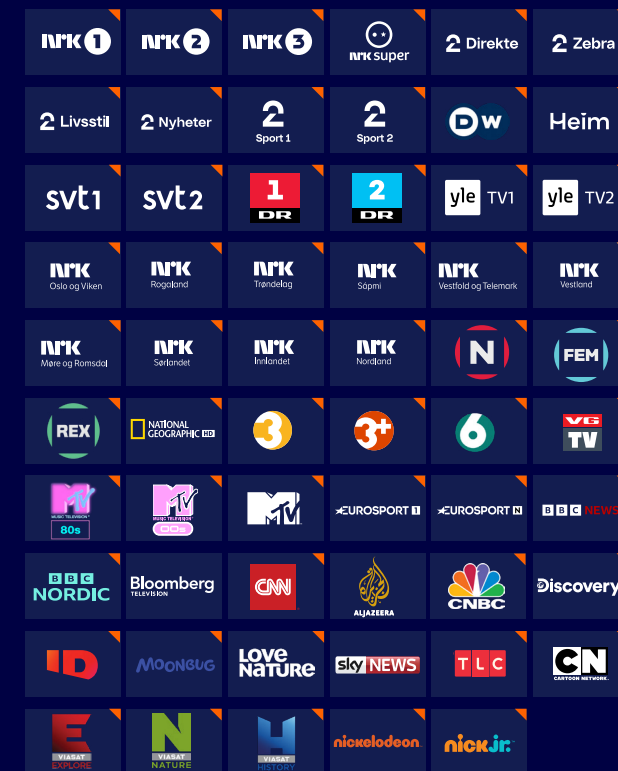 NRK 1
NRK 2
NRK 3
NRK super
2 Direkte
2 Zebra
2 Livsstil
2 Nyheter
2
Sport 1
2
Sport 2
DW
Heim
svt1
svt2
1
DR
2
DR
yle TV1
yle TV2
NRK
Oslo og Viken
NRK
Rogaland
NRK
Trøndelag
NRK
Sápmi
NRK
Vestfold og Telemark
NRK
Vestland
NRK
Møre og Romsdal
NRK
Sørlandet
NRK
Innlandet
NRK
Nordland
N
FEM
REX
NATIONAL
GEOGRAPHIC HD
3
3+
6
VG
TV
MTV
MUSIC TELEVISION
80s
MTV
MUSIC TELEVISION
00s
MTV
EUROSPORT 1
EUROSPORT N
BBC NEWS
BBC
NORDIC
Bloomberg
TELEVISION
CNN
ALJAZEERA
CNBC
Discovery
ID
MOONBUG
LOVE
NATURE
sky NEWS
TLC
CN
CARTOON NETWORK
E
VIASAT
EXPLORE
N
VIASAT
NATURE
H
VIASAT
HISTORY
nickelodeon
nick jr.